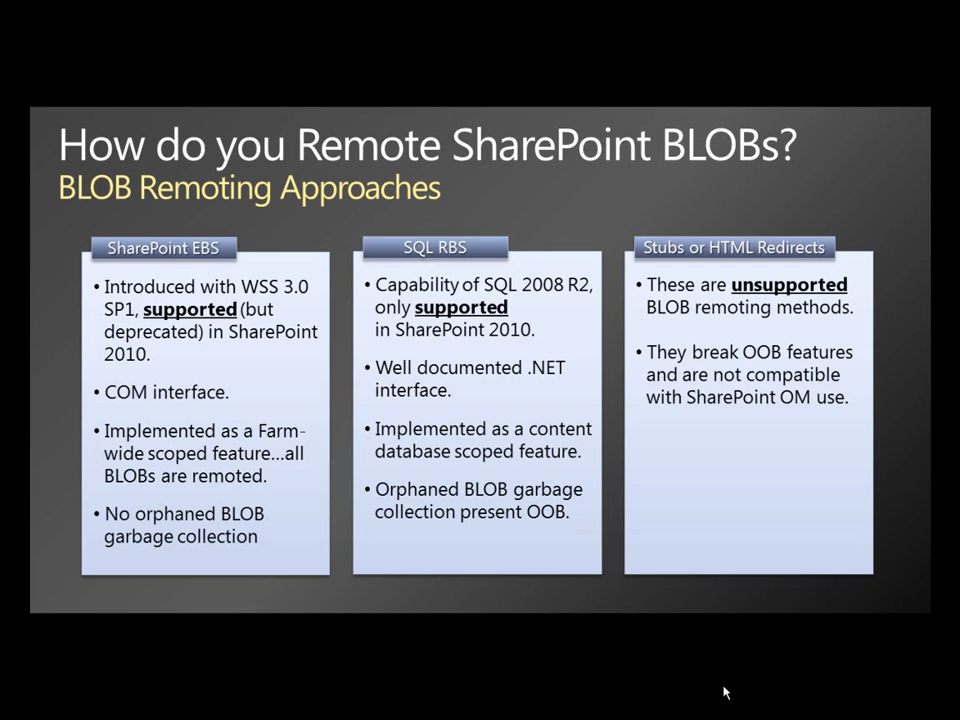 How do you Remote SharePoint BLOBs?
BLOB Remoting Approaches
SharePoint EBS
• Introduced with WSS 3.0
SP1, supported (but
deprecated) in SharePoint
2010.
• COM interface.
• Implemented as a Farm-
wide scoped feature...all
BLOBs are remoted.
• No orphaned BLOB
garbage collection
SQL RBS
• Capability of SQL 2008 R2,
only supported
in SharePoint 2010.
• Well documented .NET
interface.
• Implemented as a content
database scoped feature.
• Orphaned BLOB garbage
collection present OOB.
Stubs or HTML Redirects
• These are unsupported
BLOB remoting methods.
• They break OOB features
and are not compatible
with SharePoint OM use.